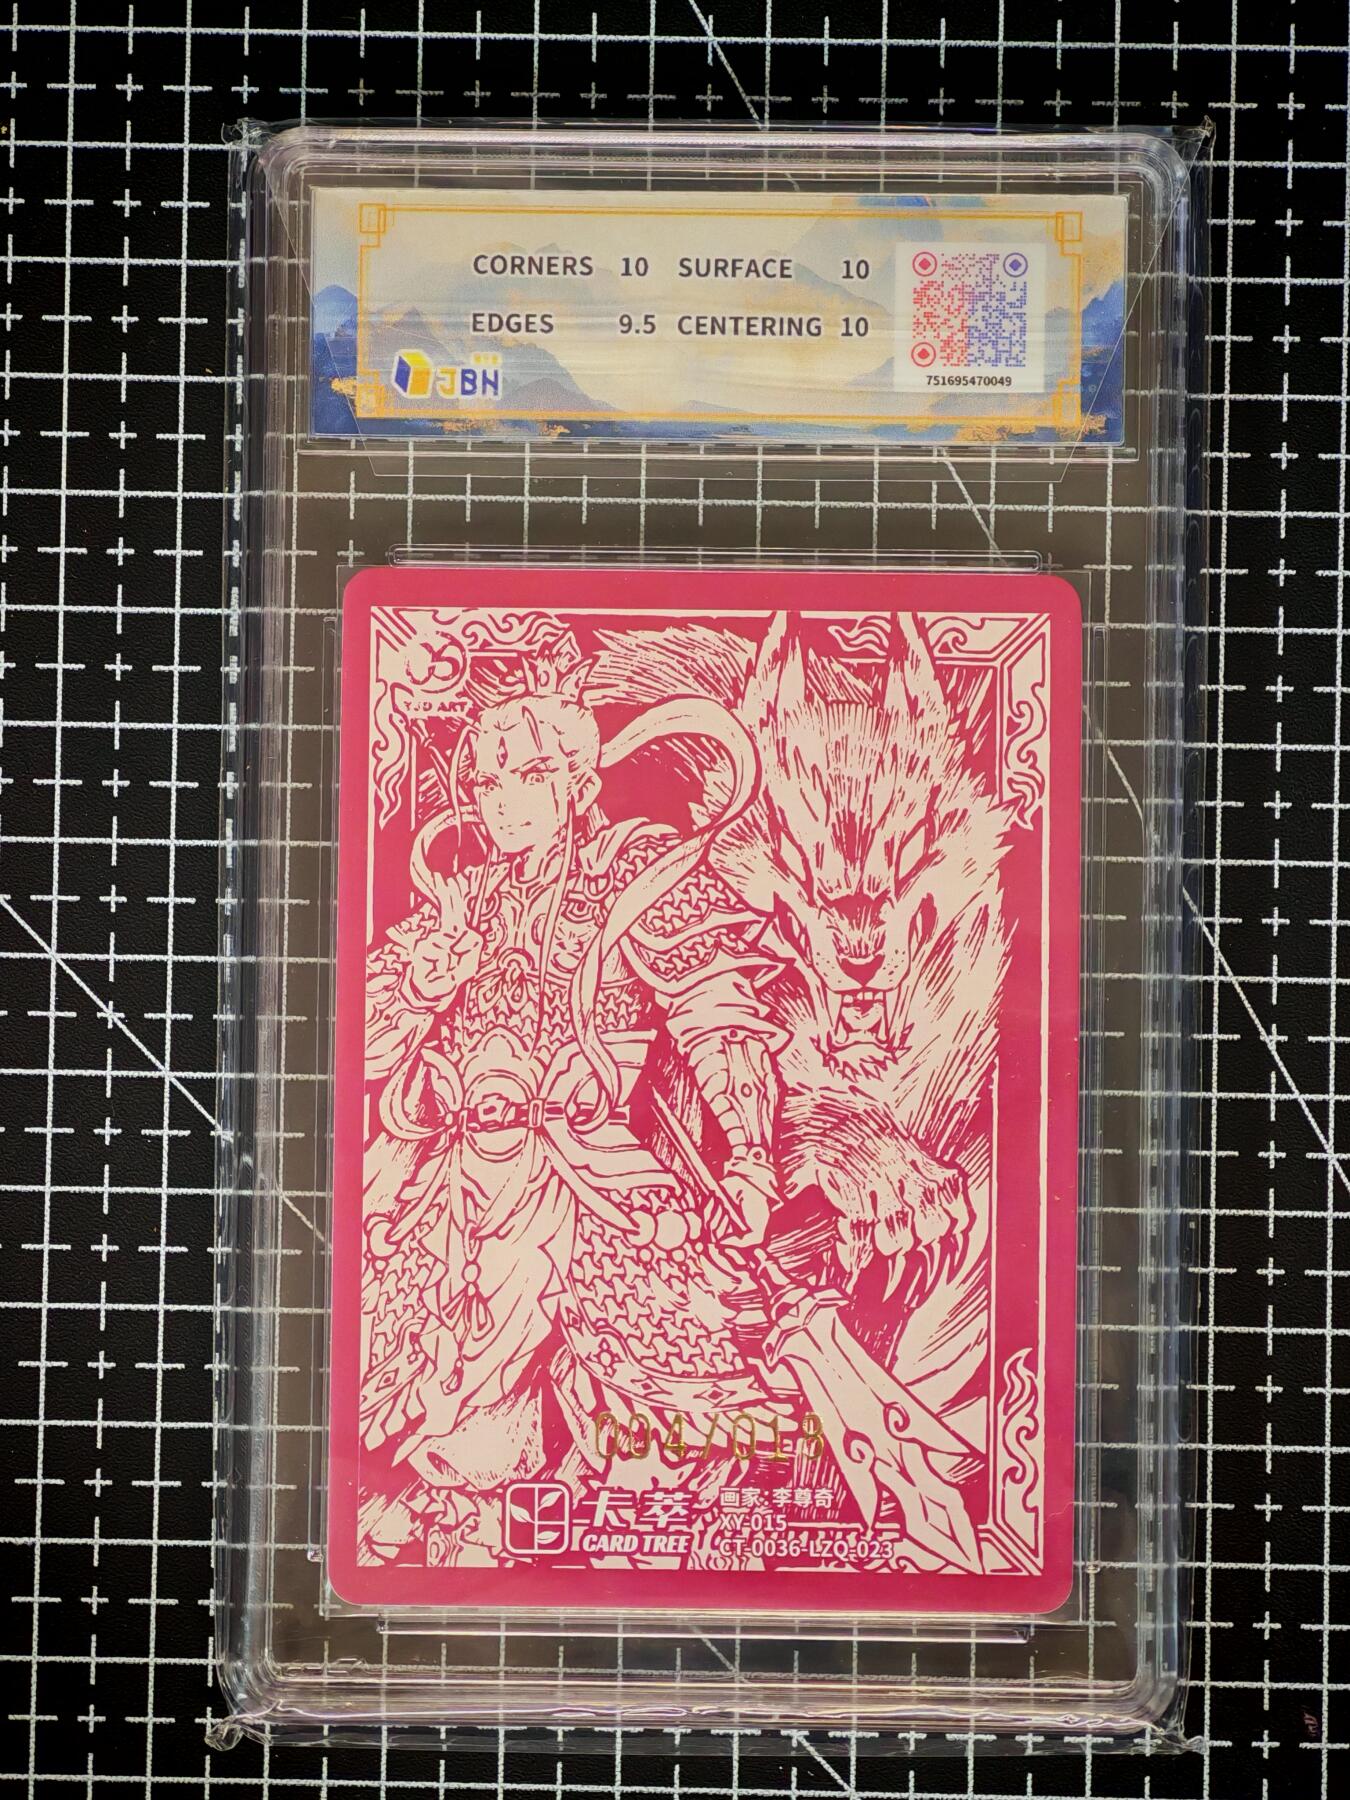 CORNERS 10 SURFACE 10
EDGES 9.5 CENTERING 10
JBH
751695470049
YJD ART
004/018
卡萃
CARD TREE
画家:李尊奇
XY-015
CT-0036-LZQ-023